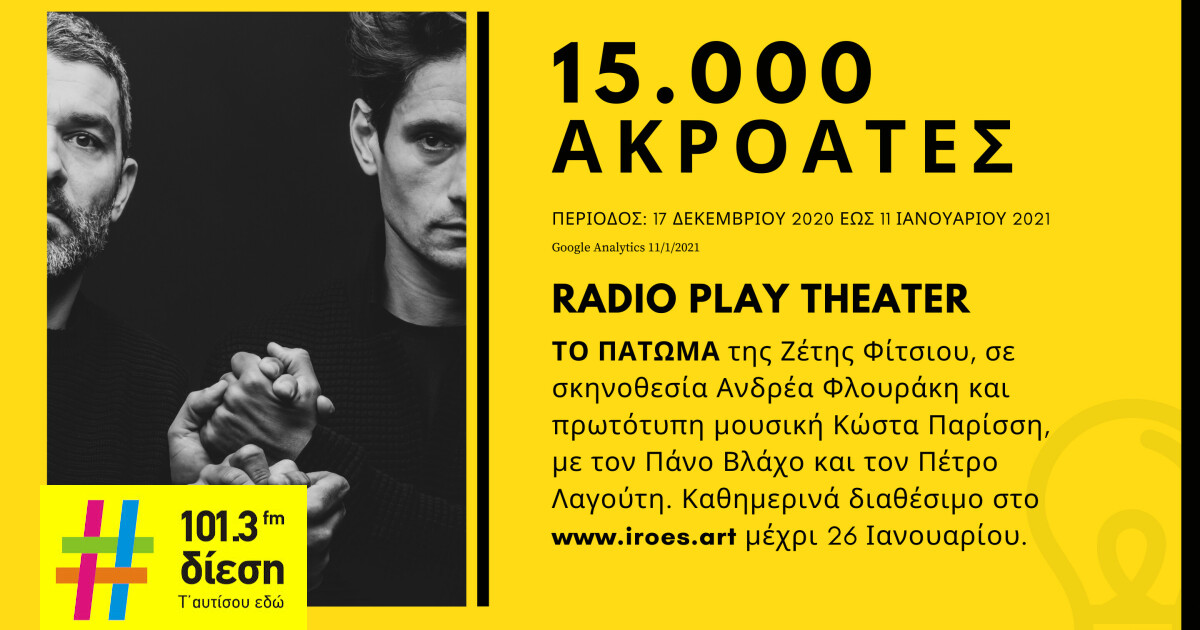 15.000
ΑΚΡΟΑΤΕΣ
ΠΕΡΙΟΔΟΣ: 17 ΔΕΚΕΜΒΡΙΟΥ 2020 ΕΩΣ 11 ΙΑΝΟΥΑΡΙΟΥ 2021
Google Analytics 11/1/2021
RADIO PLAY THEATER
ΤΟ ΠΑΤΩΜΑ της Ζέτης Φίτσιου, σε
σκηνοθεσία Ανδρέα Φλουράκη και
πρωτότυπη μουσική Κώστα Παρίσση,
με τον Πάνο Βλάχο και τον Πέτρο
Λαγούτη. Καθημερινά διαθέσιμο στο
www.iroes.art μέχρι 26 Ιανουαρίου.
101.3 fm
δίεση
Τ'αυτίσου εδώ